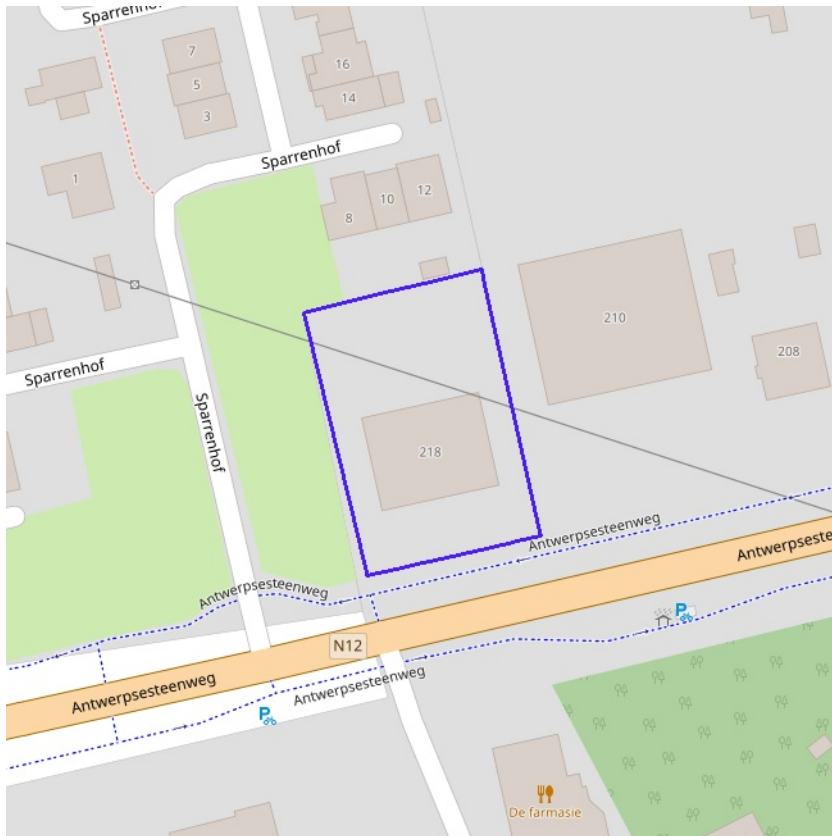 Sparrenhof
7
5
3
16
14
Sparrenhof
1
12
10
8
210
208
Sparrenhof
Sparrenhof
218
Antwerpsesteenweg
Antwerpseste
Antwerpsesteenweg
N12
Antwerpsesteenweg
Antwerpsesteenweg
P
P
De farmasie